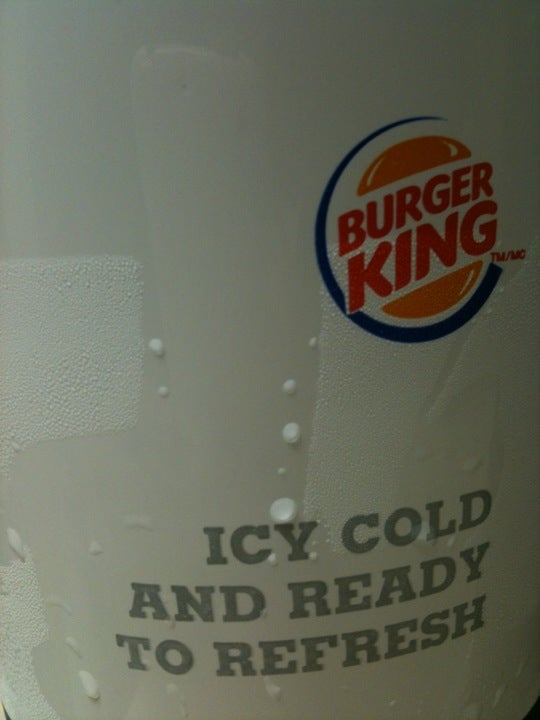 BURGER
KING
TM/MC
ICY COLD
AND READY
TO REFRESH